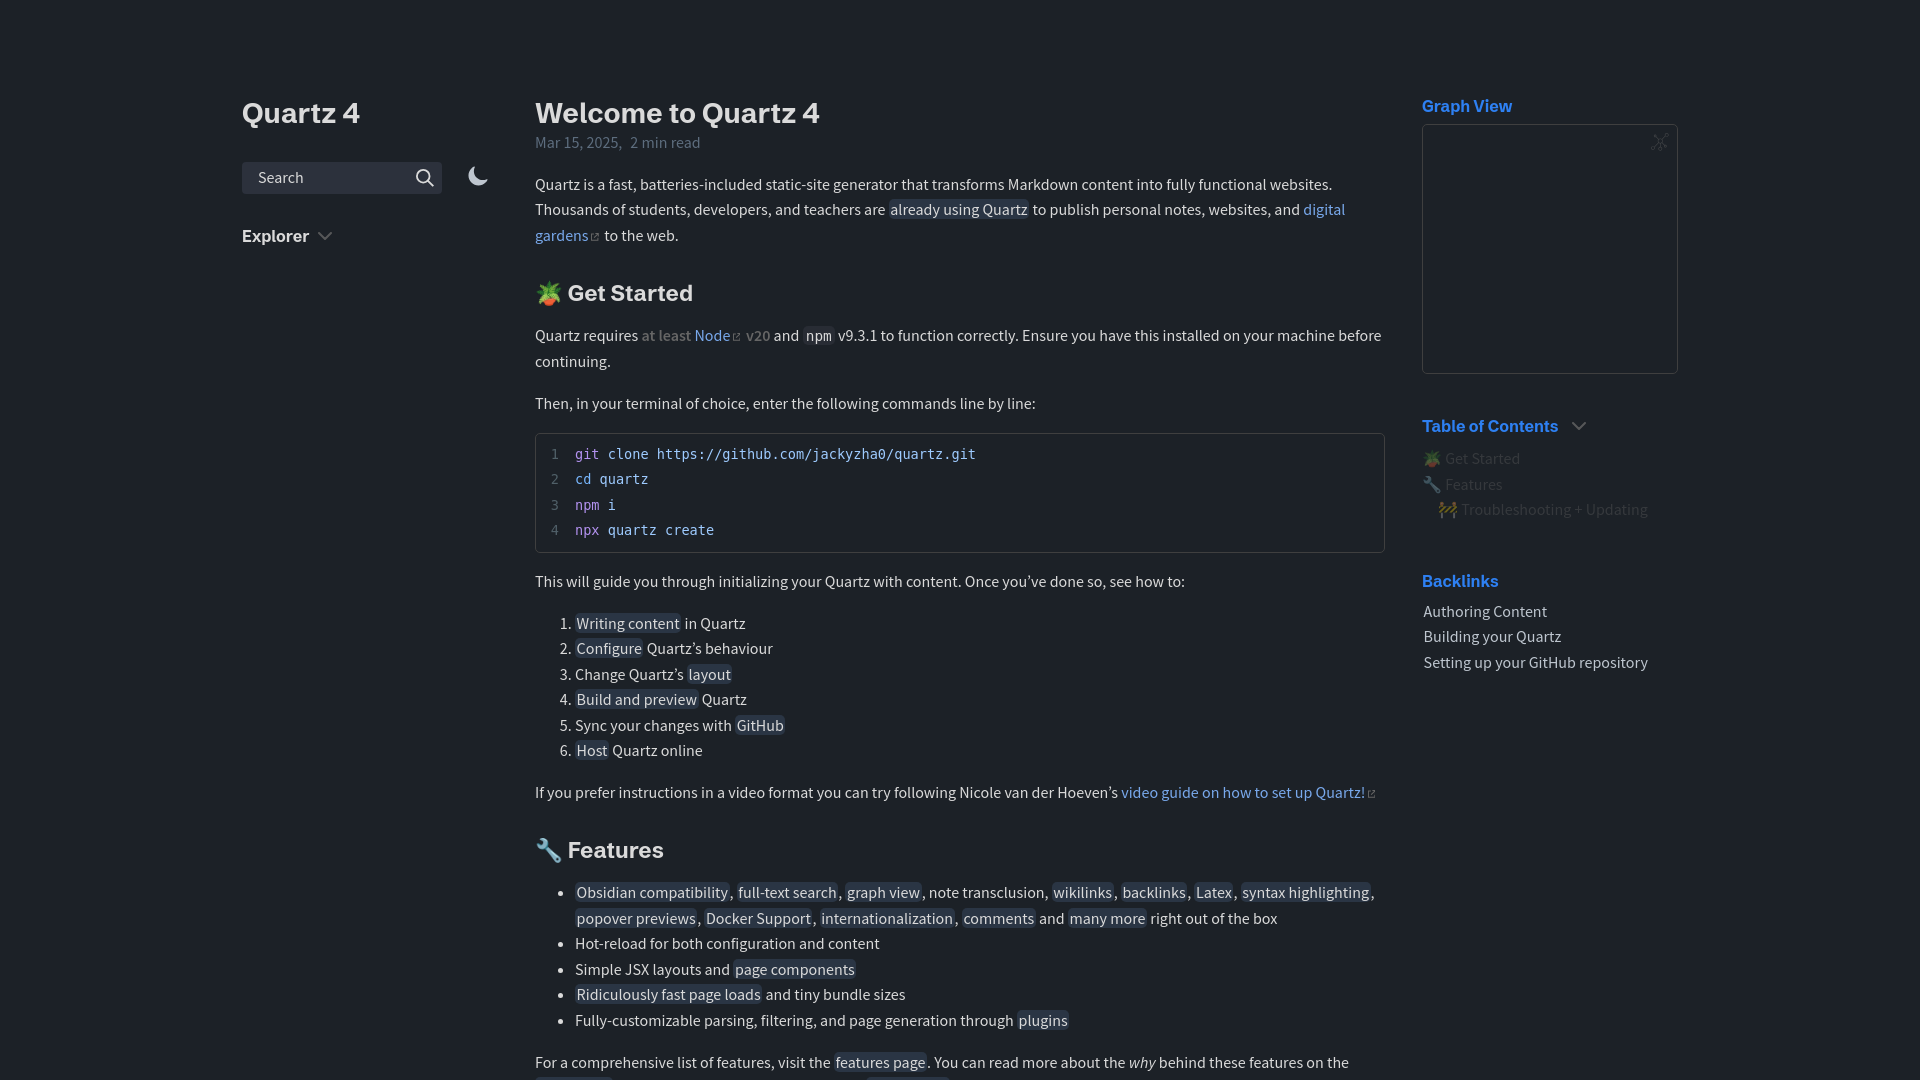 Quartz 4
Search
Explorer
Welcome to Quartz 4
Mar 15, 2025, 2 min read
Quartz is a fast, batteries-included static-site generator that transforms Markdown content into fully functional websites.
Thousands of students, developers, and teachers are already using Quartz to publish personal notes, websites, and digital
gardens to the web.
🪴 Get Started
Quartz requires at least Node v20 and npm v9.3.1 to function correctly. Ensure you have this installed on your machine before
continuing.
Then, in your terminal of choice, enter the following commands line by line:
1 git clone https://github.com/jackyzha0/quartz.git
2 cd quartz
3 npm i
4 npx quartz create
This will guide you through initializing your Quartz with content. Once you’ve done so, see how to:
1. Writing content in Quartz
2. Configure Quartz’s behaviour
3. Change Quartz’s layout
4. Build and preview Quartz
5. Sync your changes with GitHub
6. Host Quartz online
If you prefer instructions in a video format you can try following Nicole van der Hoeven’s video guide on how to set up Quartz!
🔧 Features
• Obsidian compatibility, full-text search, graph view, note transclusion, wikilinks, backlinks, Latex, syntax highlighting,
popover previews, Docker Support, internationalization, comments and many more right out of the box
• Hot-reload for both configuration and content
• Simple JSX layouts and page components
• Ridiculously fast page loads and tiny bundle sizes
• Fully-customizable parsing, filtering, and page generation through plugins
For a comprehensive list of features, visit the features page. You can read more about the why behind these features on the
Graph View
Table of Contents
🪴 Get Started
🔧 Features
🚧 Troubleshooting + Updating
Backlinks
Authoring Content
Building your Quartz
Setting up your GitHub repository